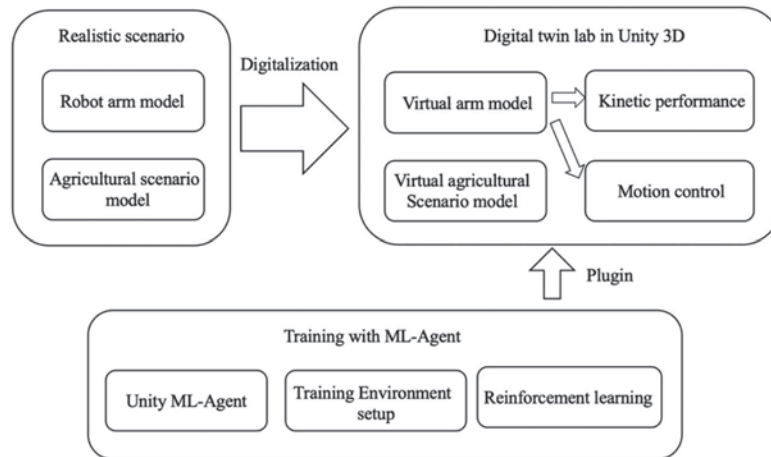 Realistic scenario
Robot arm model
Agricultural scenario
model
Digitalization
Digital twin lab in Unity 3D
Virtual arm model
Kinetic performance
Virtual agricultural
Scenario model
Motion control
Plugin
Training with ML-Agent
Unity ML-Agent
Training Environment
setup
Reinforcement learning